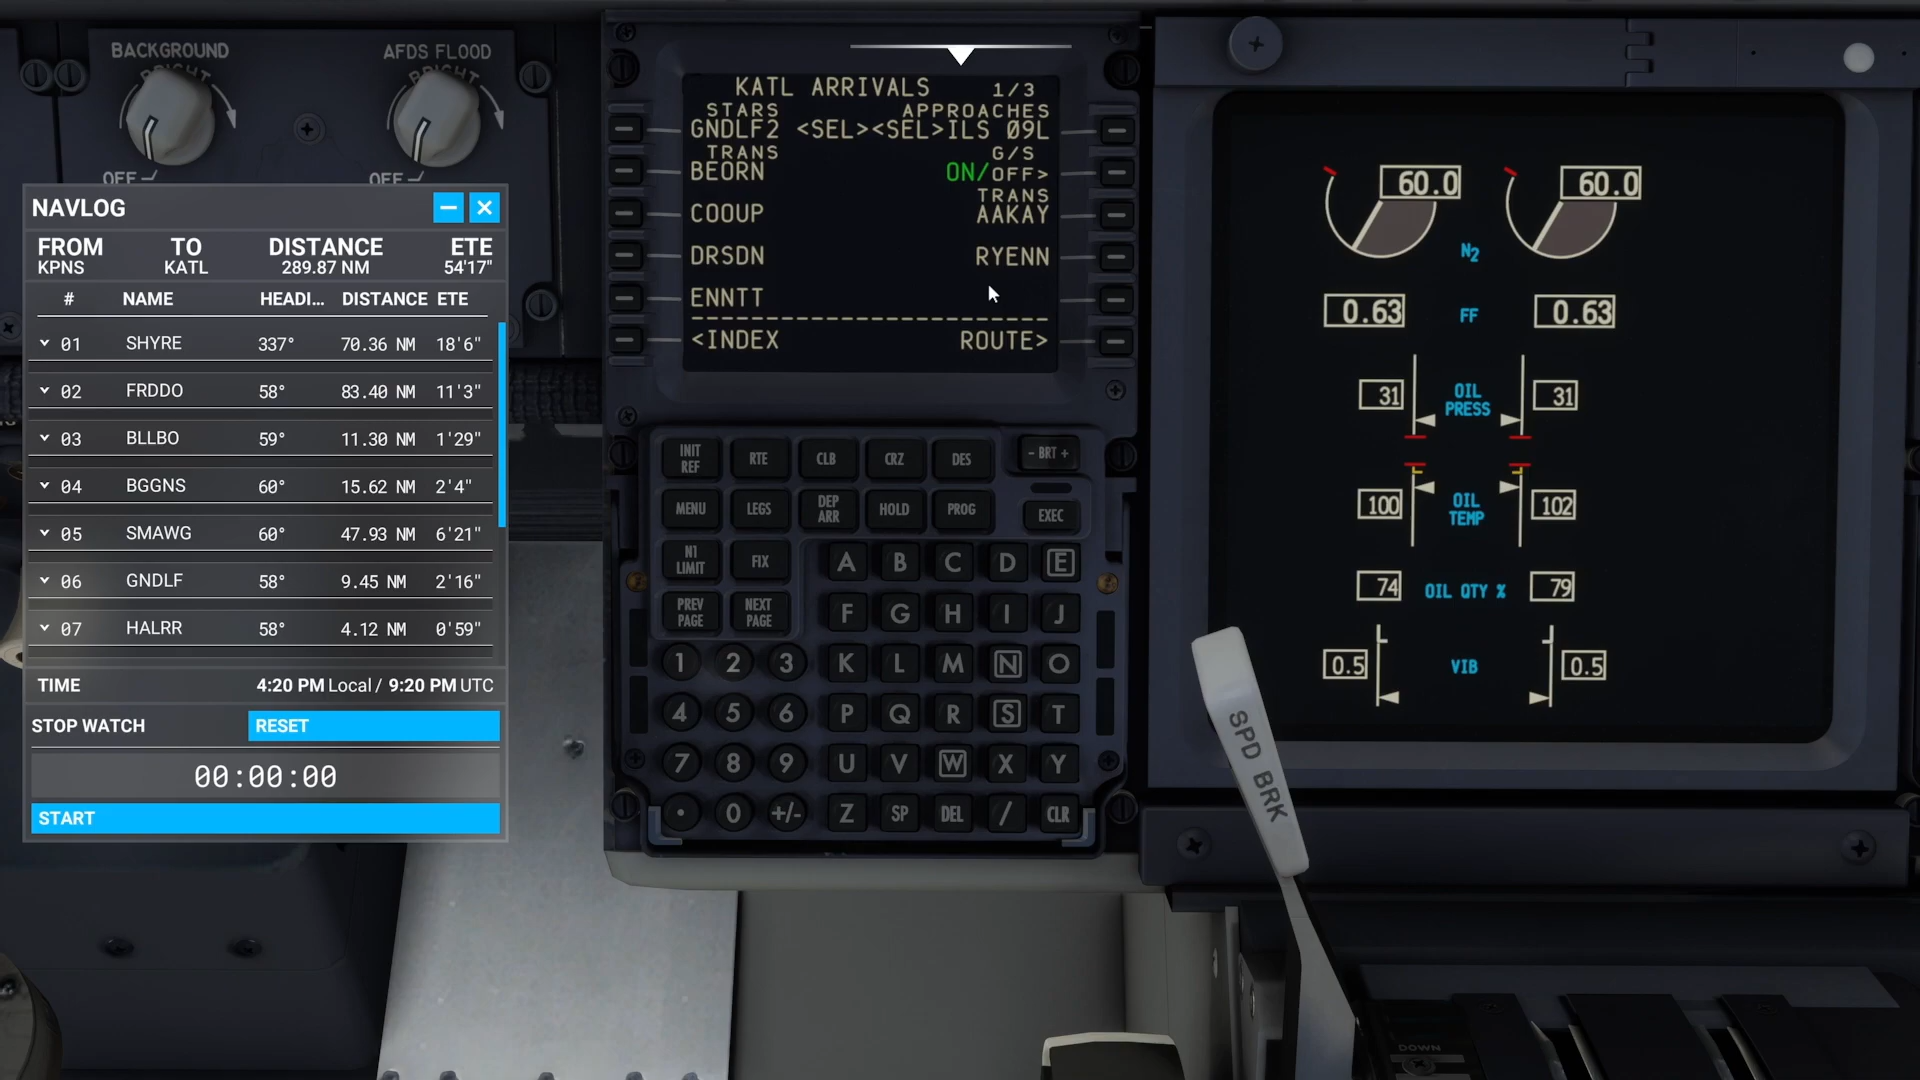 BACKGROUND
BRIGHT
OFF
AFDS FLOOD
BRIGHT
OFF
NAVLOG
FROM TO DISTANCE ETE
KPNS KATL 289.87 NM 54'17"
# NAME HEADI... DISTANCE ETE
01 SHYRE 337° 70.36 NM 18'6"
02 FRDDO 58° 83.40 NM 11'3"
03 BLLBO 59° 11.30 NM 1'29"
04 BGGNS 60° 15.62 NM 2'4"
05 SMAWG 60° 47.93 NM 6'21"
06 GNDLF 58° 9.45 NM 2'16"
07 HALRR 58° 4.12 NM 0'59"
TIME 4:20 PM Local / 9:20 PM UTC
STOP WATCH RESET
00:00:00
START
KATL ARRIVALS 1/3
STARS APPROACHES
GNDLF2 <SEL><SEL>ILS 09L
TRANS G/S
BEORN ON/OFF>
TRANS
COOUP AAKAY
DRSDN RYENN
ENNTT
------------------------
<INDEX ROUTE>
INIT REF RTE CLB CRZ DES - BRT +
MENU LEGS DEP ARR HOLD PROG EXEC
N1 LIMIT FIX A B C D E
PREV PAGE NEXT PAGE F G H I J
1 2 3 K L M N O
4 5 6 P Q R S T
7 8 9 U V W X Y
. 0 +/- Z SP DEL / CLR
60.0 60.0
N2
0.63 FF 0.63
31 OIL PRESS 31
100 OIL TEMP 102
74 OIL QTY % 79
0.5 VIB 0.5
SPD BRK
DOWN